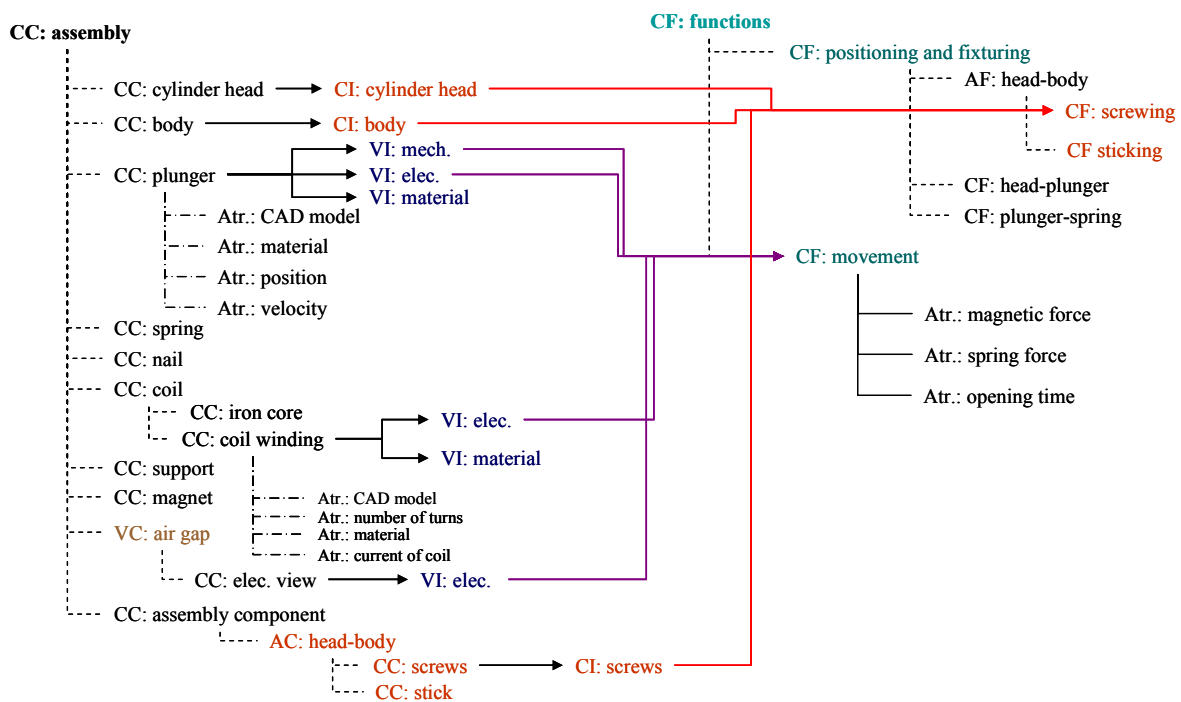 CF: functions
CC: assembly
CF: positioning and fixturing
AF: head-body
CC: cylinder head
CI: cylinder head
CF: screwing
CC: body
CI: body
VI: mech.
CF sticking
CC: plunger
VI: elec.
VI: material
CF: head-plunger
Atr.: CAD model
CF: plunger-spring
Atr.: material
CF: movement
Atr.: position
Atr.: velocity
Atr.: magnetic force
CC: spring
CC: nail
Atr.: spring force
CC: coil
Atr.: opening time
CC: iron core
VI: elec.
CC: coil winding
VI: material
CC: support
CC: magnet
Atr.: CAD model
Atr.: number of turns
VC: air gap
Atr.: material
Atr.: current of coil
CC: elec. view
VI: elec.
CC: assembly component
AC: head-body
CC: screws
CI: screws
CC: stick